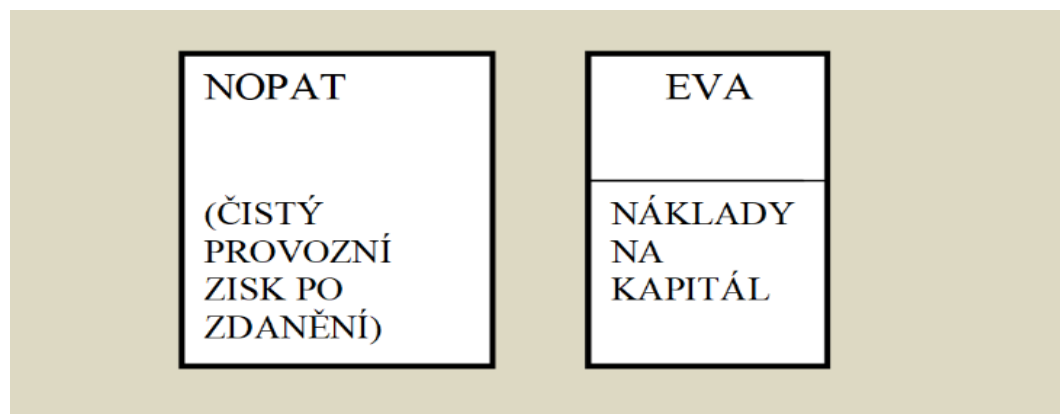 NOPAT
(ČISTÝ
PROVOZNÍ
ZISK PO
ZDANĚNÍ)
EVA
NÁKLADY
NA
KAPITÁL